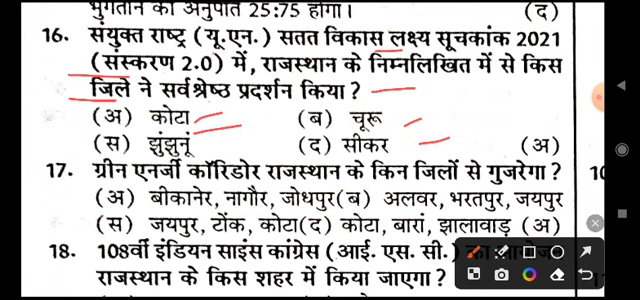 भुगतान का अनुपात 25:75 होगा। (द)
16. संयुक्त राष्ट्र (यू.एन.) सतत विकास लक्ष्य सूचकांक 2021
(संस्करण 2.0) में, राजस्थान के निम्नलिखित में से किस
जिले ने सर्वश्रेष्ठ प्रदर्शन किया ?
(अ) कोटा (ब) चूरू
(स) झुंझुनूं (द) सीकर (अ)
17. ग्रीन एनर्जी कॉरिडोर राजस्थान के किन जिलों से गुजरेगा ?
(अ) बीकानेर, नागौर, जोधपुर (ब) अलवर, भरतपुर, जयपुर
(स) जयपुर, टोंक, कोटा (द) कोटा, बारां, झालावाड़ (अ)
18. 108वीं इंडियन साइंस कांग्रेस (आई. एस. सी.) का
राजस्थान के किस शहर में किया जाएगा ?